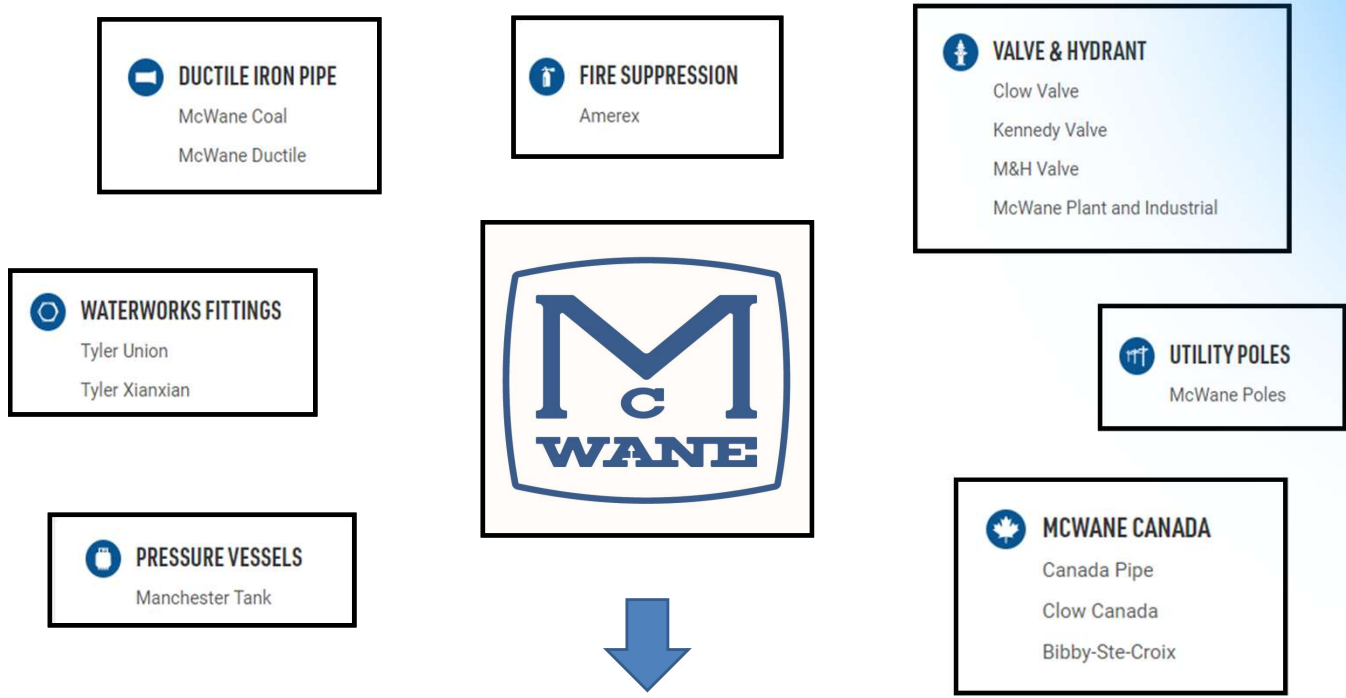 DUCTILE IRON PIPE
McWane Coal
McWane Ductile
FIRE SUPPRESSION
Amerex
VALVE & HYDRANT
Clow Valve
Kennedy Valve
M&H Valve
McWane Plant and Industrial
WATERWORKS FITTINGS
Tyler Union
Tyler Xianxian
Mc
WANE
UTILITY POLES
McWane Poles
PRESSURE VESSELS
Manchester Tank
MCWANE CANADA
Canada Pipe
Clow Canada
Bibby-Ste-Croix